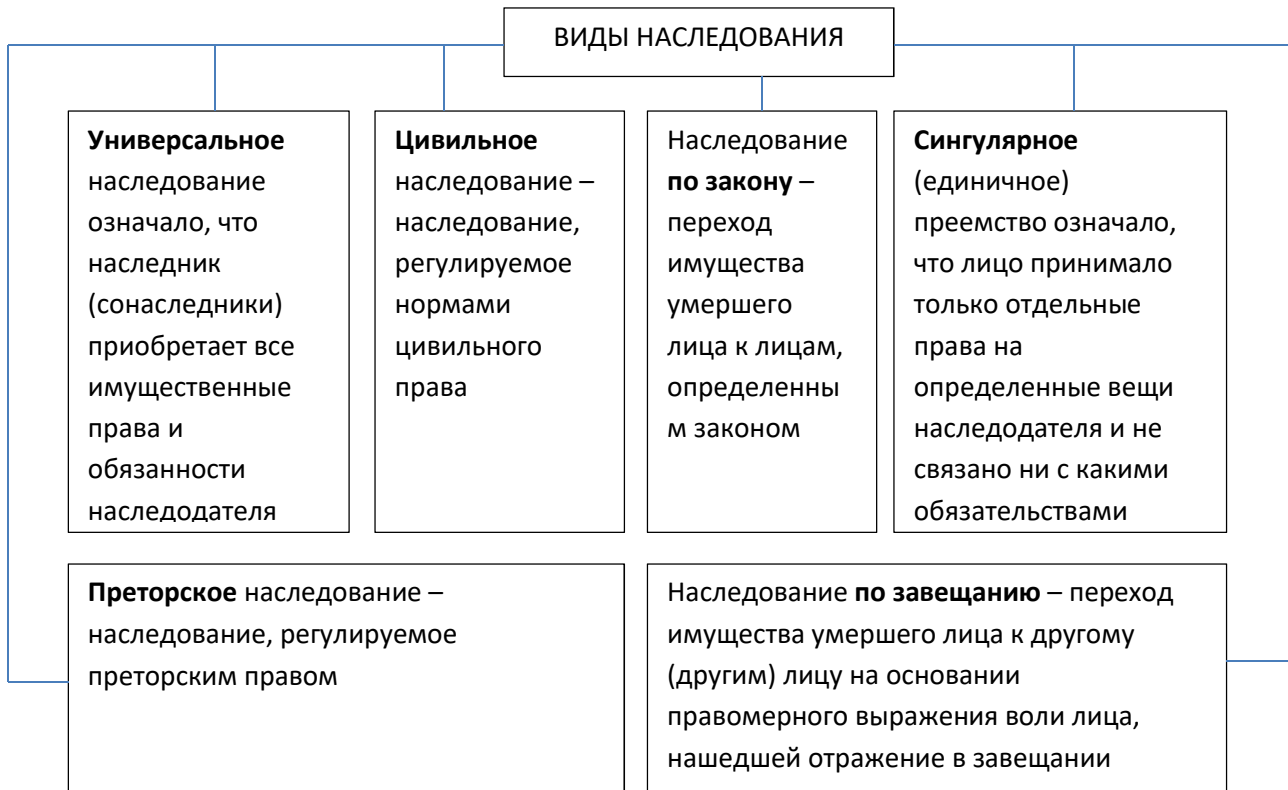 ВИДЫ НАСЛЕДОВАНИЯ
Универсальное
наследование
означало, что
наследник
(сонаследники)
приобретает все
имущественные
права и
обязанности
наследодателя
Цивильное
наследование –
наследование,
регулируемое
нормами
цивильного
права
Наследование
по закону –
переход
имущества
умершего
лица к лицам,
определенны
м законом
Сингулярное
(единичное)
преемство означало,
что лицо принимало
только отдельные
права на
определенные вещи
наследодателя и не
связано ни с какими
обязательствами
Преторское наследование –
наследование, регулируемое
преторским правом
Наследование по завещанию – переход
имущества умершего лица к другому
(другим) лицу на основании
правомерного выражения воли лица,
нашедшей отражение в завещании